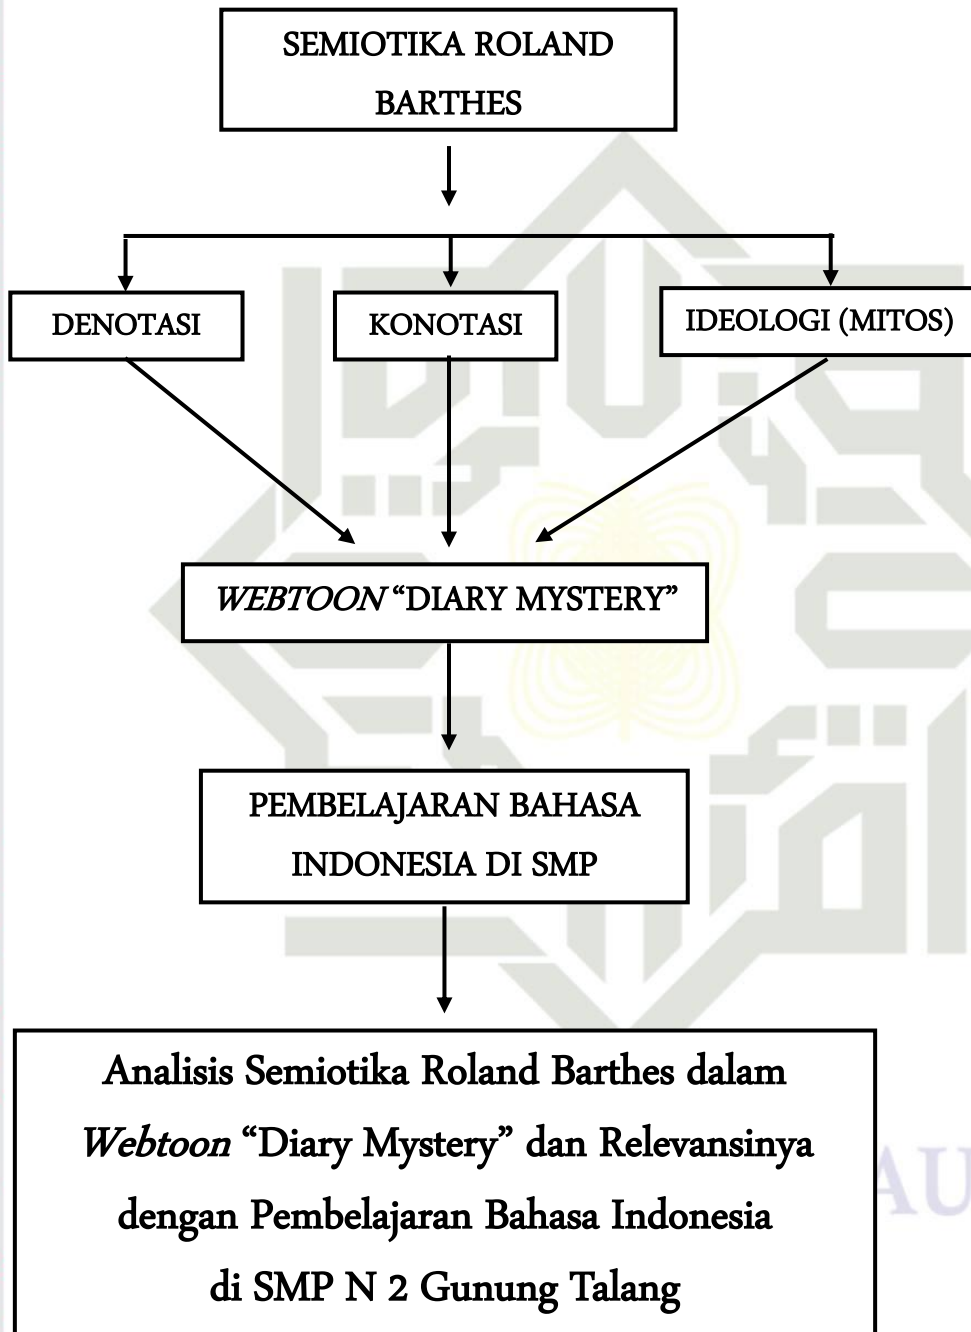 SEMIOTIKA ROLAND
BARTHES
DENOTASI
KONOTASI
IDEOLOGI (MITOS)
WEBTOON “DIARY MYSTERY”
PEMBELAJARAN BAHASA
INDONESIA DI SMP
Analisis Semiotika Roland Barthes dalam
Webtoon “Diary Mystery” dan Relevansinya
dengan Pembelajaran Bahasa Indonesia
di SMP N 2 Gunung Talang
AU